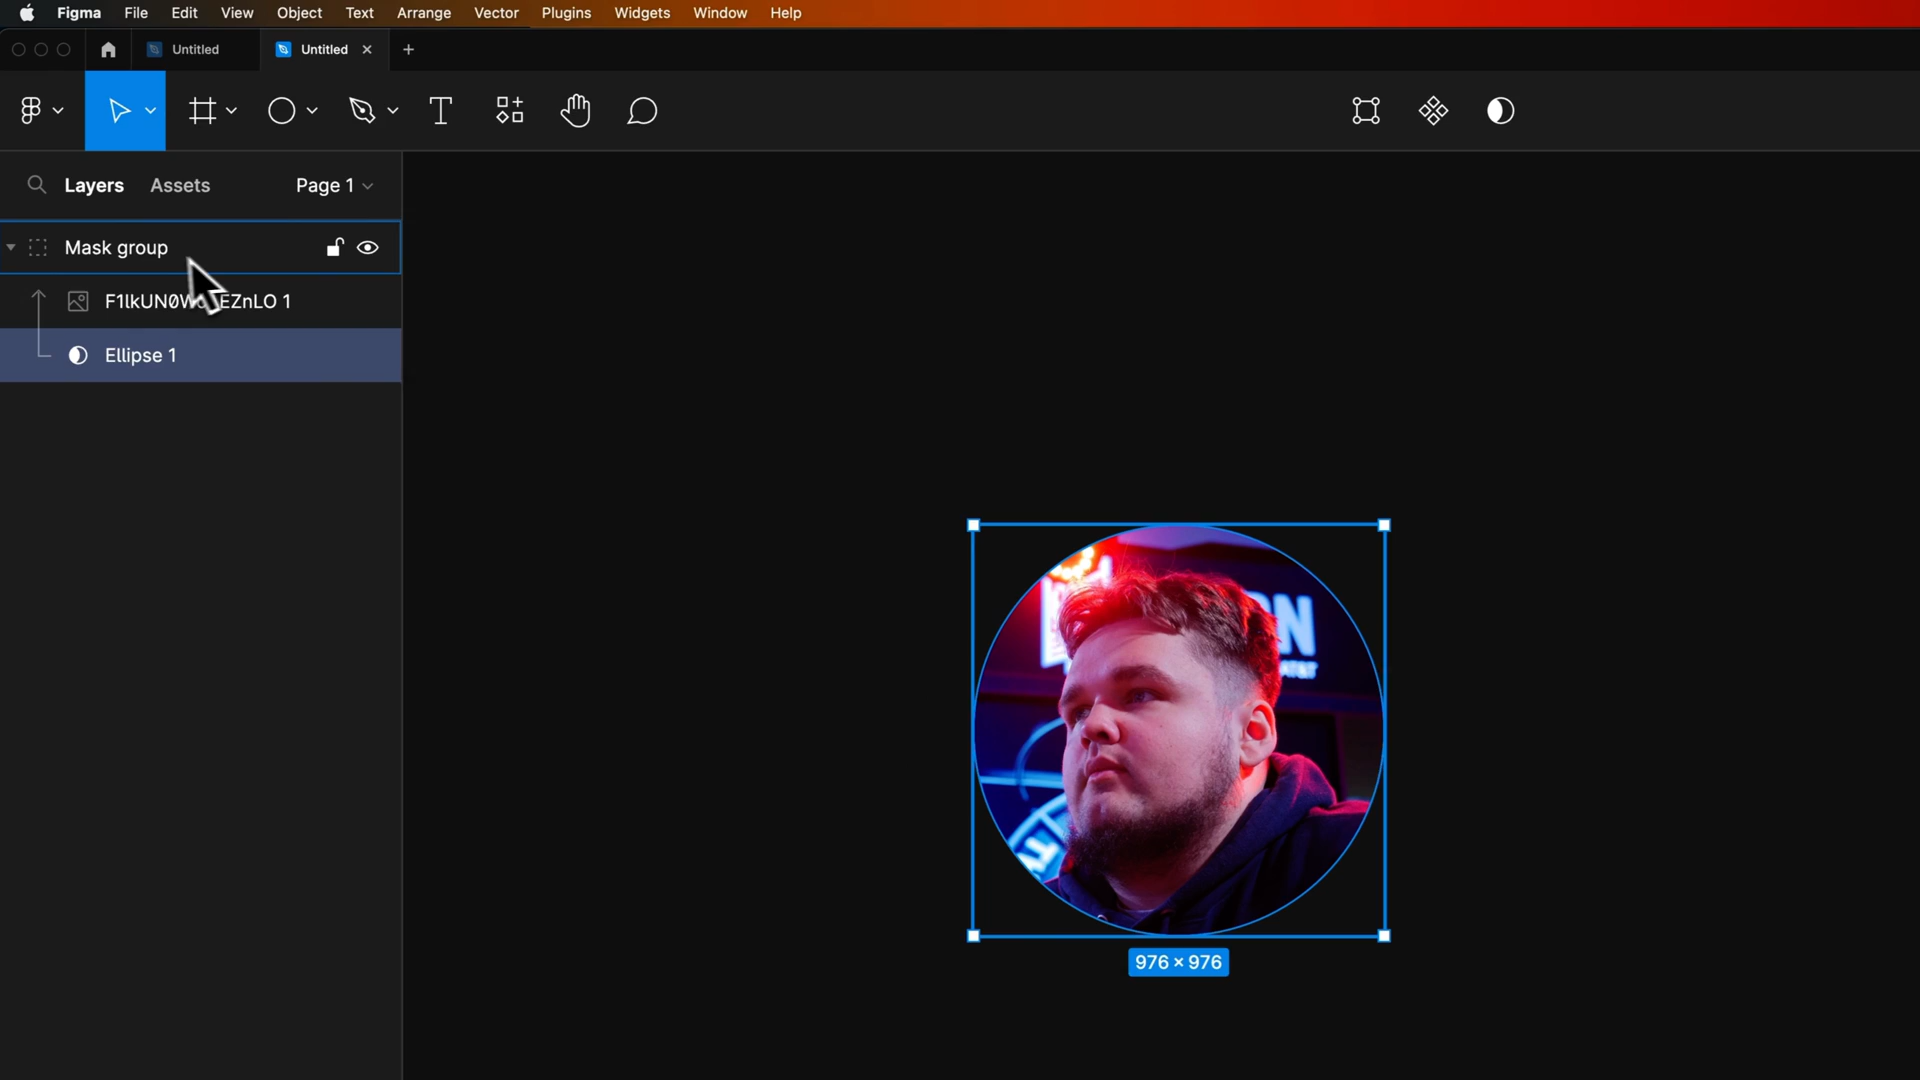 Figma File Edit View Object Text Arrange Vector Plugins Widgets Window Help
Untitled Untitled
Layers Assets Page 1
Mask group
EZnLO 1
Ellipse 1
976 × 976